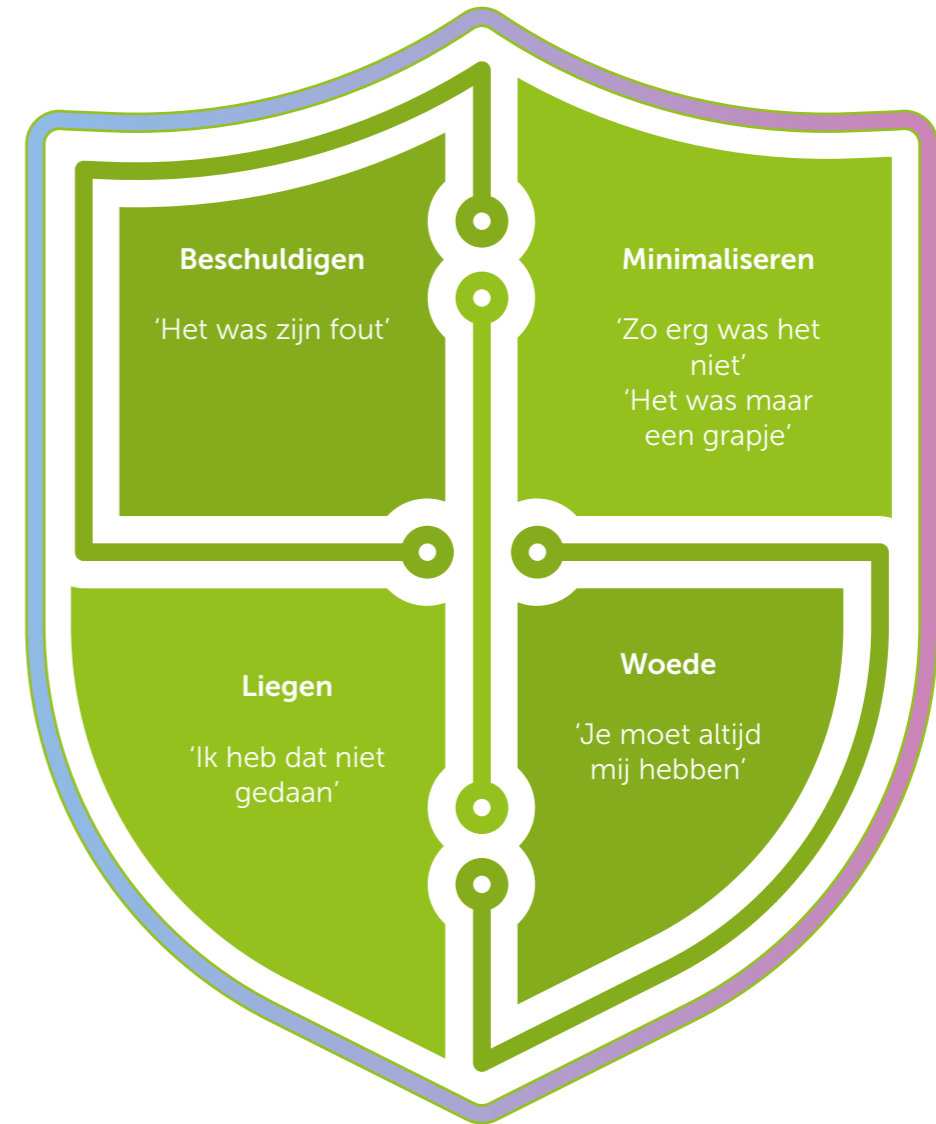 Beschuldigen
‘Het was zijn fout’
Minimaliseren
‘Zo erg was het
niet’
‘Het was maar
een grapje’
Liegen
‘Ik heb dat niet
gedaan’
Woede
‘Je moet altijd
mij hebben’